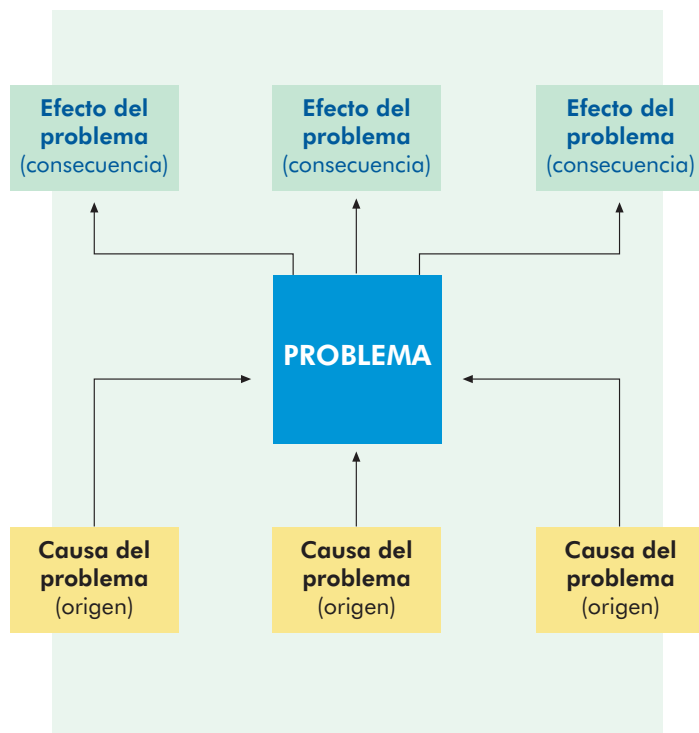 Efecto del
problema
(consecuencia)
Efecto del
problema
(consecuencia)
Efecto del
problema
(consecuencia)
PROBLEMA
Causa del
problema
(origen)
Causa del
problema
(origen)
Causa del
problema
(origen)